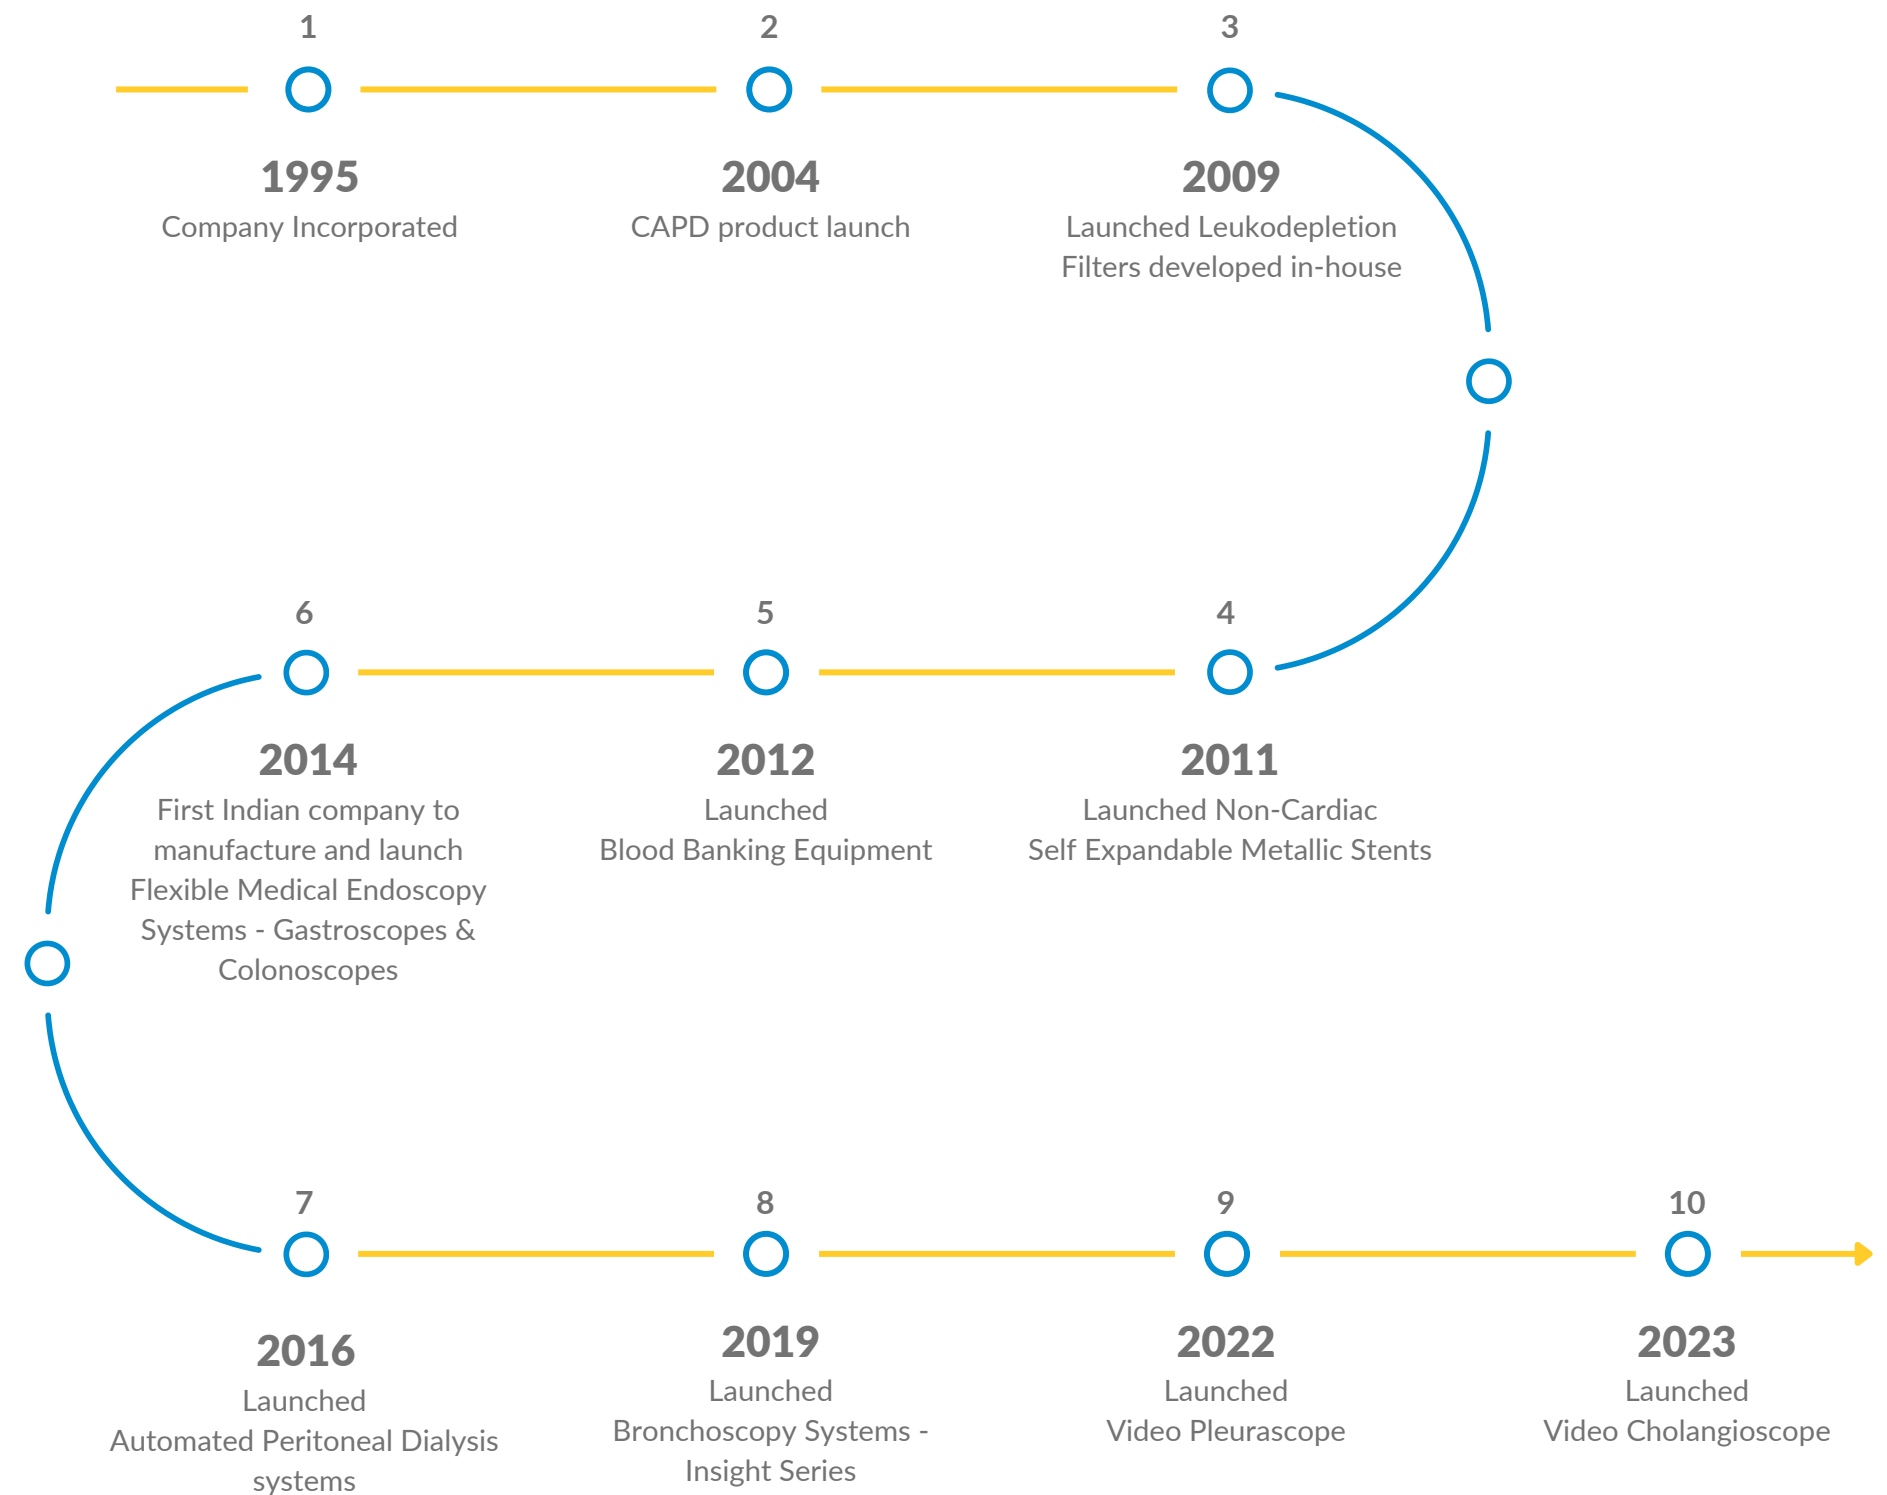 1
1995
Company Incorporated
2
2004
CAPD product launch
3
2009
Launched Leukodepletion
Filters developed in-house
4
2011
Launched Non-Cardiac
Self Expandable Metallic Stents
5
2012
Launched
Blood Banking Equipment
6
2014
First Indian company to
manufacture and launch
Flexible Medical Endoscopy
Systems - Gastroscopes &
Colonoscopes
7
2016
Launched
Automated Peritoneal Dialysis
systems
8
2019
Launched
Bronchoscopy Systems -
Insight Series
9
2022
Launched
Video Pleurascope
10
2023
Launched
Video Cholangioscope